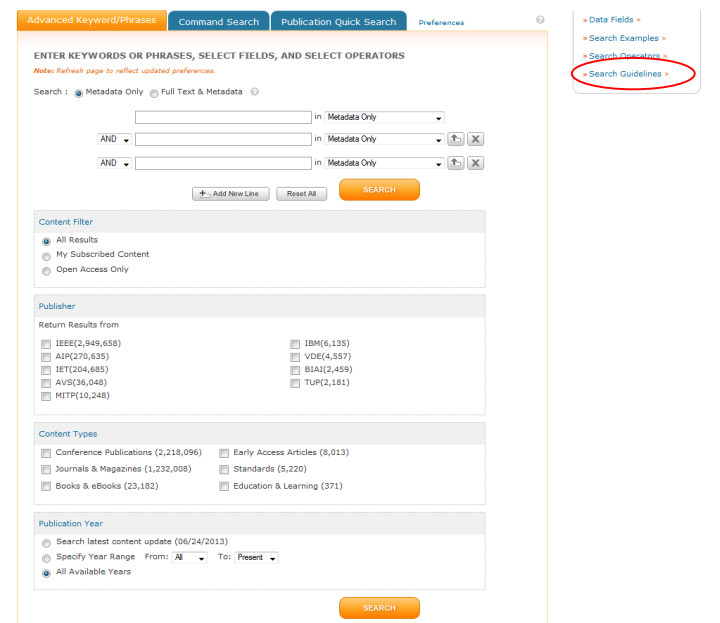 Advanced Keyword/Phrases Command Search Publication Quick Search Preferences ?
ENTER KEYWORDS OR PHRASES, SELECT FIELDS, AND SELECT OPERATORS
Note: Refresh page to reflect updated preferences.
Search : Metadata Only Full Text & Metadata ?
in Metadata Only
AND in Metadata Only
AND in Metadata Only
Add New Line Reset All SEARCH
Content Filter
All Results
My Subscribed Content
Open Access Only
Publisher
Return Results from
IEEE(2,949,658) IBM(6,135)
AIP(270,635) VDE(4,557)
IET(204,685) BIAI(2,459)
AVS(36,048) TUP(2,181)
MITP(10,248)
Content Types
Conference Publications (2,218,096) Early Access Articles (8,013)
Journals & Magazines (1,232,008) Standards (5,220)
Books & eBooks (23,182) Education & Learning (371)
Publication Year
Search latest content update (06/24/2013)
Specify Year Range From: All To: Present
All Available Years
SEARCH
» Data Fields »
» Search Examples »
» Search Operators »
» Search Guidelines »